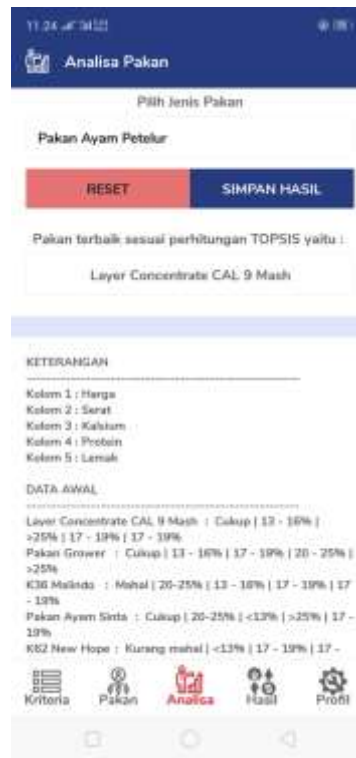 11.24
Analisa Pakan
Pilih Jenis Pakan
Pakan Ayam Petelur
RESET
SIMPAN HASIL
Pakan terbaik sesuai perhitungan TOPSIS yaitu :
Layer Concentrate CAL 9 Mash
KETERANGAN
Kolom 1 : Harga
Kolom 2 : Serat
Kolom 3 : Kalsium
Kolom 4 : Protein
Kolom 5 : Lemak
DATA AWAL
Layer Concentrate CAL 9 Mash : Cukup | 13 - 16% |
>25% | 17 - 19% | 17 - 19%
Pakan Grower : Cukup | 13 - 16% | 17 - 19% | 20 - 25% |
>25%
K36 Malindo : Mahal | 20-25% | 13 - 16% | 17 - 19% | 17
- 19%
Pakan Ayam Sinta : Cukup | 20-25% | <13% | >25% | 17 -
19%
K62 New Hope : Kurang mahal | <13% | 17 - 19% | 17 -
Kriteria
Pakan
Analisa
Hasil
Profil